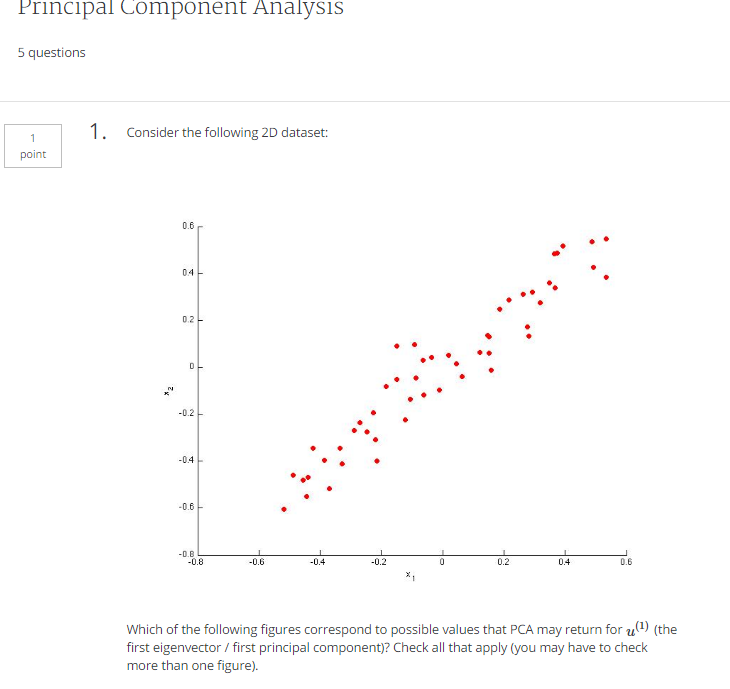 Principal Component Analysis
5 questions
1
point
1. Consider the following 2D dataset:
0.6
0.4
0.2
0
x2
-0.2
-0.4
-0.6
-0.8
-0.8 -0.6 -0.4 -0.2 0 0.2 0.4 0.6
x1
Which of the following figures correspond to possible values that PCA may return for u(1) (the
first eigenvector / first principal component)? Check all that apply (you may have to check
more than one figure).